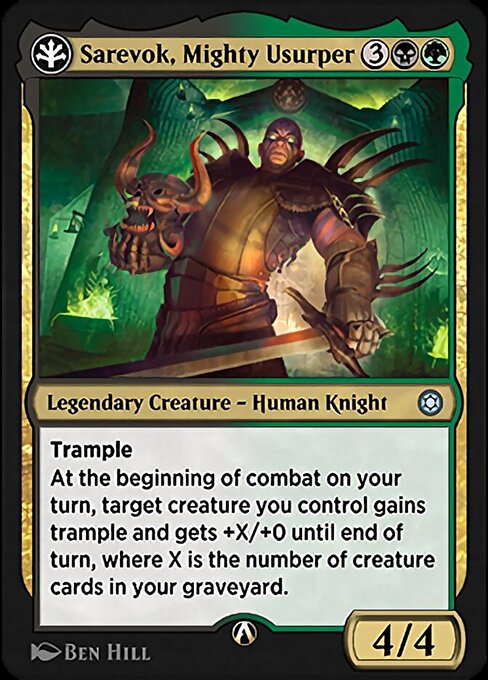 Sarevok, Mighty Usurper 3
Legendary Creature – Human Knight
Trample
At the beginning of combat on your
turn, target creature you control gains
trample and gets +X/+0 until end of
turn, where X is the number of creature
cards in your graveyard.
4/4
Ben Hill